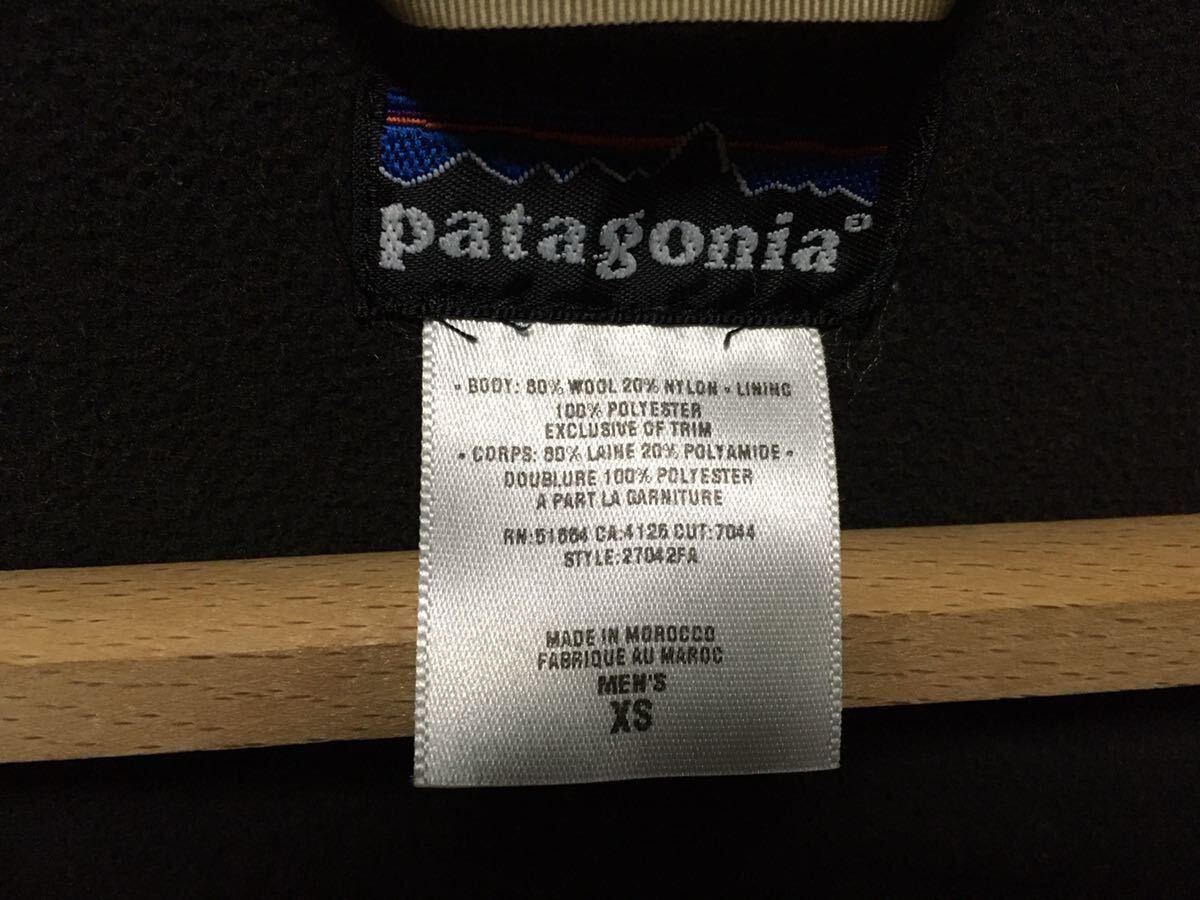 patagonia®
• BODY: 80% WOOL 20% NYLON • LINING
100% POLYESTER
EXCLUSIVE OF TRIM
• CORPS: 80% LAINE 20% POLYAMIDE •
DOUBLURE 100% POLYESTER
A PART LA GARNITURE
RN:51884 CA:4126 CUT:7044
STYLE:27042FA
MADE IN MOROCCO
FABRIQUE AU MAROC
MEN'S
XS